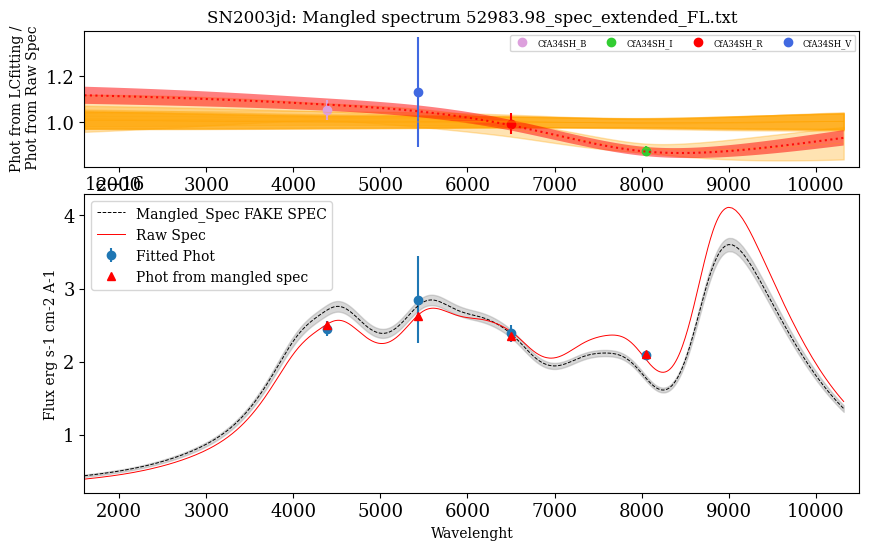 SN2003jd: Mangled spectrum 52983.98_spec_extended_FL.txt
Phot from LCfitting /
Phot from Raw Spec
1.2
1.0
CfA34SH_B
CfA34SH_I
CfA34SH_R
CfA34SH_V
2000 3000 4000 5000 6000 7000 8000 9000 10000
1e−16
Flux erg s-1 cm-2 A-1
4
3
2
1
Mangled_Spec FAKE SPEC
Raw Spec
Fitted Phot
Phot from mangled spec
2000 3000 4000 5000 6000 7000 8000 9000 10000
Wavelenght